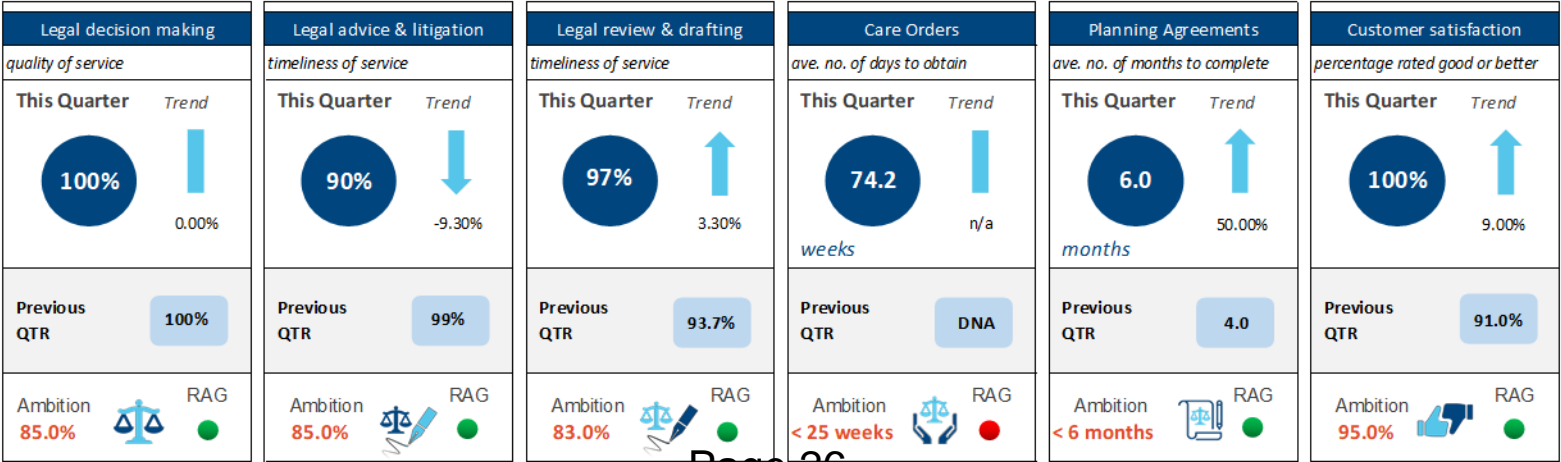 Legal decision making
quality of service
This Quarter Trend
100%
0.00%
Previous
QTR
100%
Ambition
85.0%
RAG
Legal advice & litigation
timeliness of service
This Quarter Trend
90%
-9.30%
Previous
QTR
99%
Ambition
85.0%
RAG
Legal review & drafting
timeliness of service
This Quarter Trend
97%
3.30%
Previous
QTR
93.7%
Ambition
83.0%
RAG
Care Orders
ave. no. of days to obtain
This Quarter Trend
74.2
n/a
weeks
Previous
QTR
DNA
Ambition
< 25 weeks
RAG
Planning Agreements
ave. no. of months to complete
This Quarter Trend
6.0
50.00%
months
Previous
QTR
4.0
Ambition
< 6 months
RAG
Customer satisfaction
percentage rated good or better
This Quarter Trend
100%
9.00%
Previous
QTR
91.0%
Ambition
95.0%
RAG